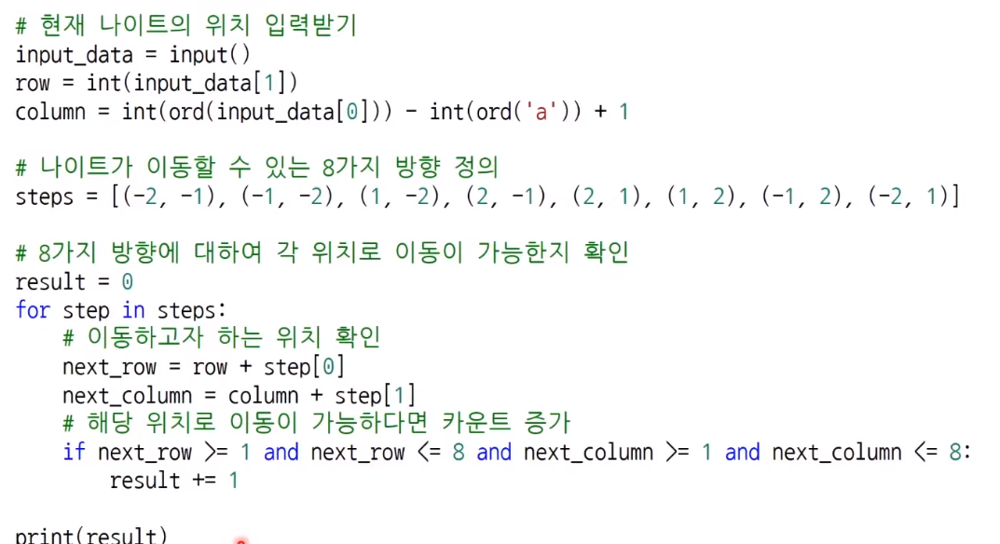 # 현재 나이트의 위치 입력받기
input_data = input()
row = int(input_data[1])
column = int(ord(input_data[0])) - int(ord('a')) + 1
# 나이트가 이동할 수 있는 8가지 방향 정의
steps = [(-2, -1), (-1, -2), (1, -2), (2, -1), (2, 1), (1, 2), (-1, 2), (-2, 1)]
# 8가지 방향에 대하여 각 위치로 이동이 가능한지 확인
result = 0
for step in steps:
    # 이동하고자 하는 위치 확인
    next_row = row + step[0]
    next_column = column + step[1]
    # 해당 위치로 이동이 가능하다면 카운트 증가
    if next_row >= 1 and next_row <= 8 and next_column >= 1 and next_column <= 8:
        result += 1
print(result)